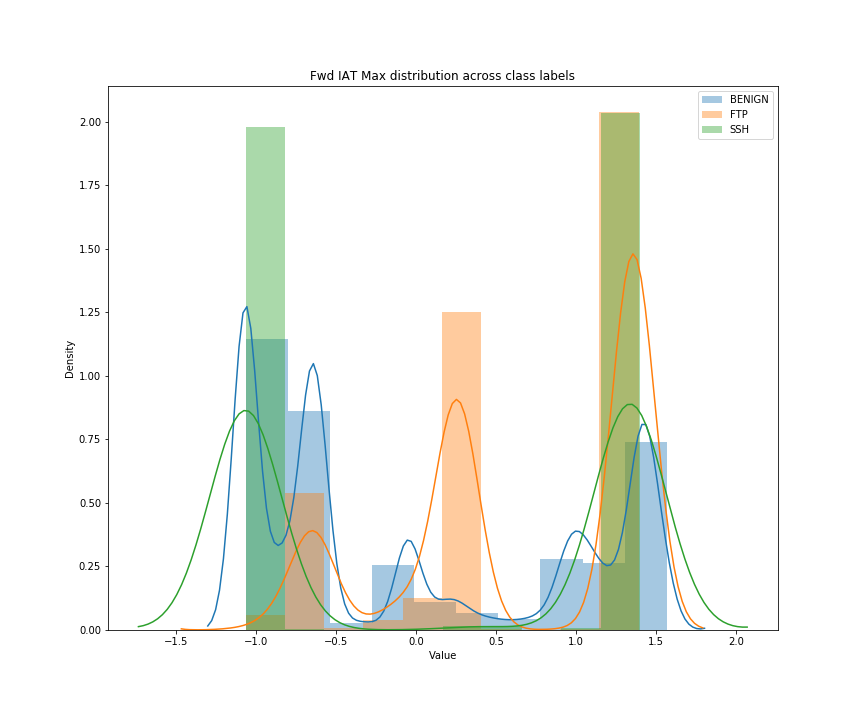 Fwd IAT Max distribution across class labels
BENIGN
FTP
SSH
2.00
1.75
1.50
1.25
1.00
0.75
0.50
0.25
0.00
Density
−1.5 −1.0 −0.5 0.0 0.5 1.0 1.5 2.0
Value